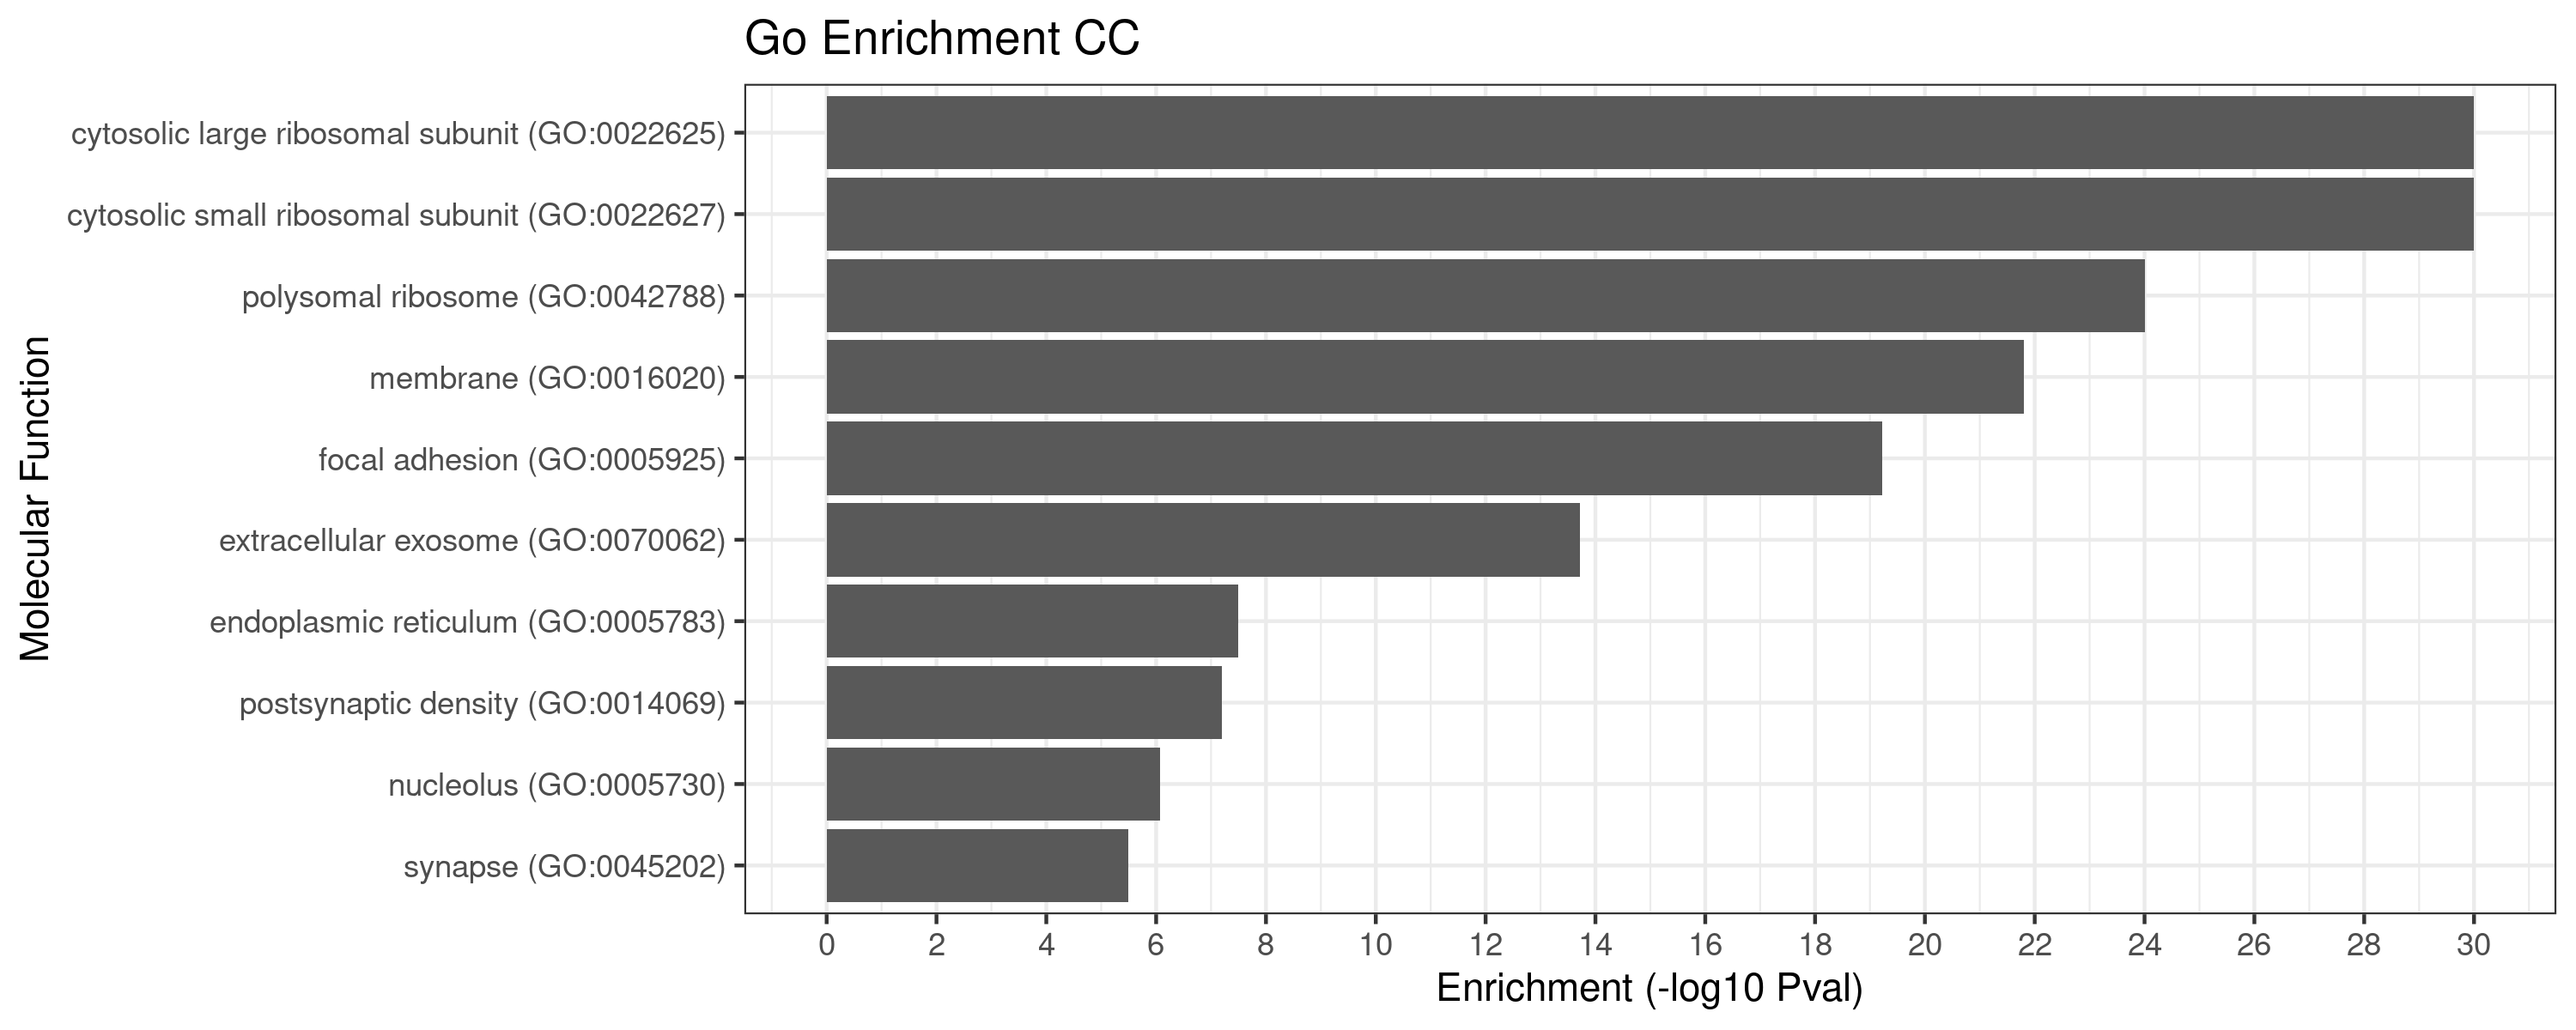 Go Enrichment CC
Molecular Function
cytosolic large ribosomal subunit (GO:0022625)
cytosolic small ribosomal subunit (GO:0022627)
polysomal ribosome (GO:0042788)
membrane (GO:0016020)
focal adhesion (GO:0005925)
extracellular exosome (GO:0070062)
endoplasmic reticulum (GO:0005783)
postsynaptic density (GO:0014069)
nucleolus (GO:0005730)
synapse (GO:0045202)
0 2 4 6 8 10 12 14 16 18 20 22 24 26 28 30
Enrichment (-log10 Pval)